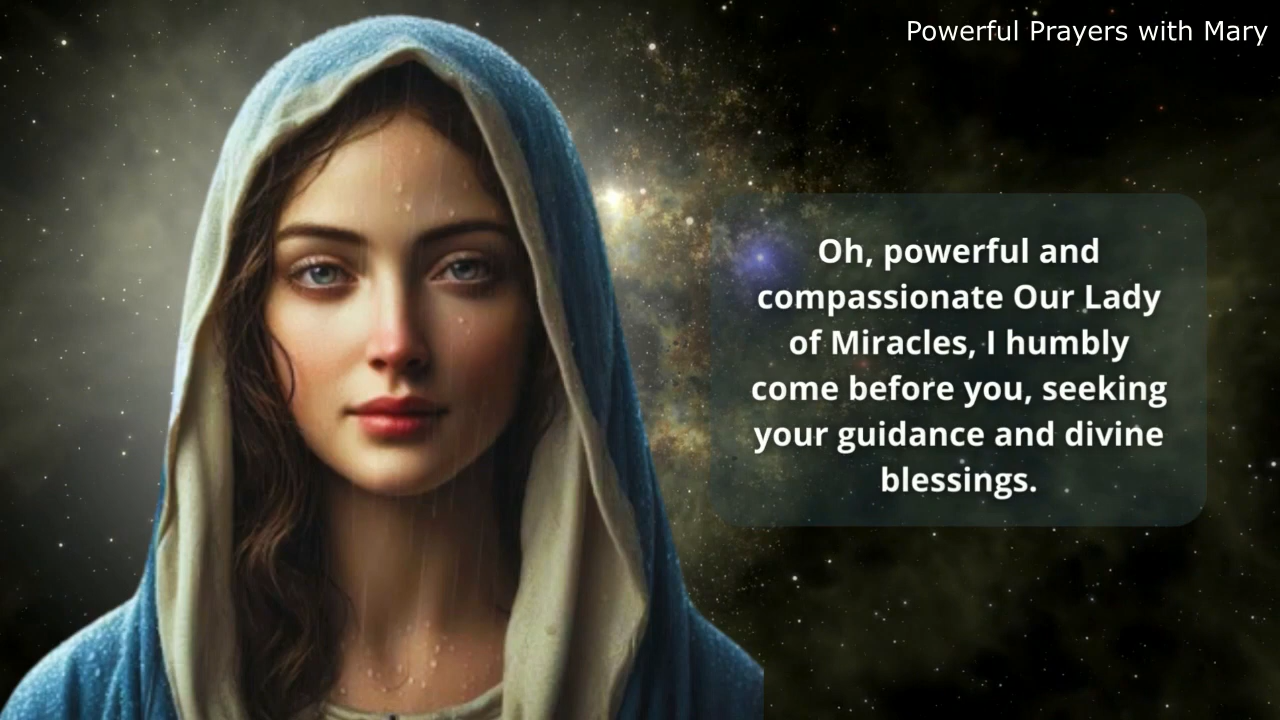 Powerful Prayers with Mary
Oh, powerful and
compassionate Our Lady
of Miracles, I humbly
come before you, seeking
your guidance and divine
blessings.